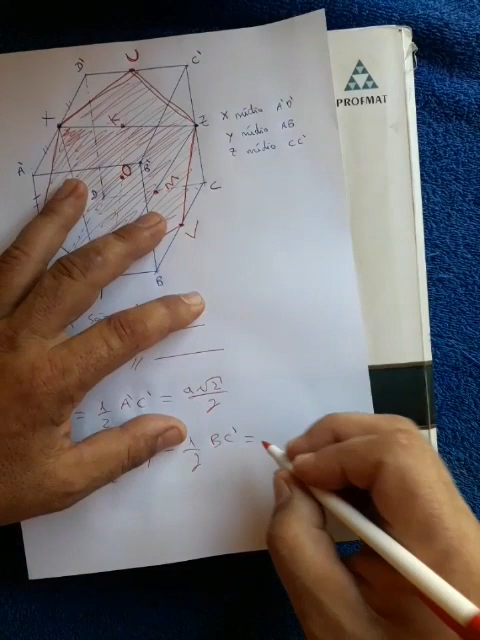 U
D' C'
X K Z
A' O B'
D M C
V
B
X médio A'D'
Y médio AB
Z médio CC'
PROFMAT
= 1/2 A'C' = a√2/2
1/2 BC' =